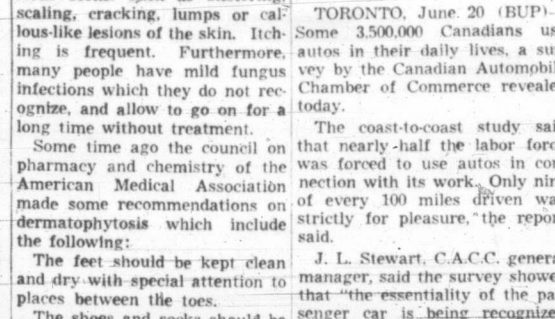 scaling, cracking, lumps or cal-
lous-like lesions of the skin. Itch-
ing is frequent. Furthermore,
many people have mild fungus
infections which they do not rec-
ognize, and allow to go on for a
long time without treatment.
Some time ago the council on
pharmacy and chemistry of the
American Medical Association
made some recommendations on
dermatophytosis which include
the following:
The feet should be kept clean
and dry with special attention to
places between the toes.
The shoes and socks should be
TORONTO, June 20 (BUP)
Some 3,500,000 Canadians us
autos in their daily lives, a su
vey by the Canadian Automobil
Chamber of Commerce reveale
today.
The coast-to-coast study sai
that nearly half the labor forc
was forced to use autos in con
nection with its work. Only nin
of every 100 miles driven wa
strictly for pleasure, the repor
said.
J. L. Stewart, C.A.C.C. genera
manager, said the survey showe
that "the essentiality of the pa
senger car is being recognize